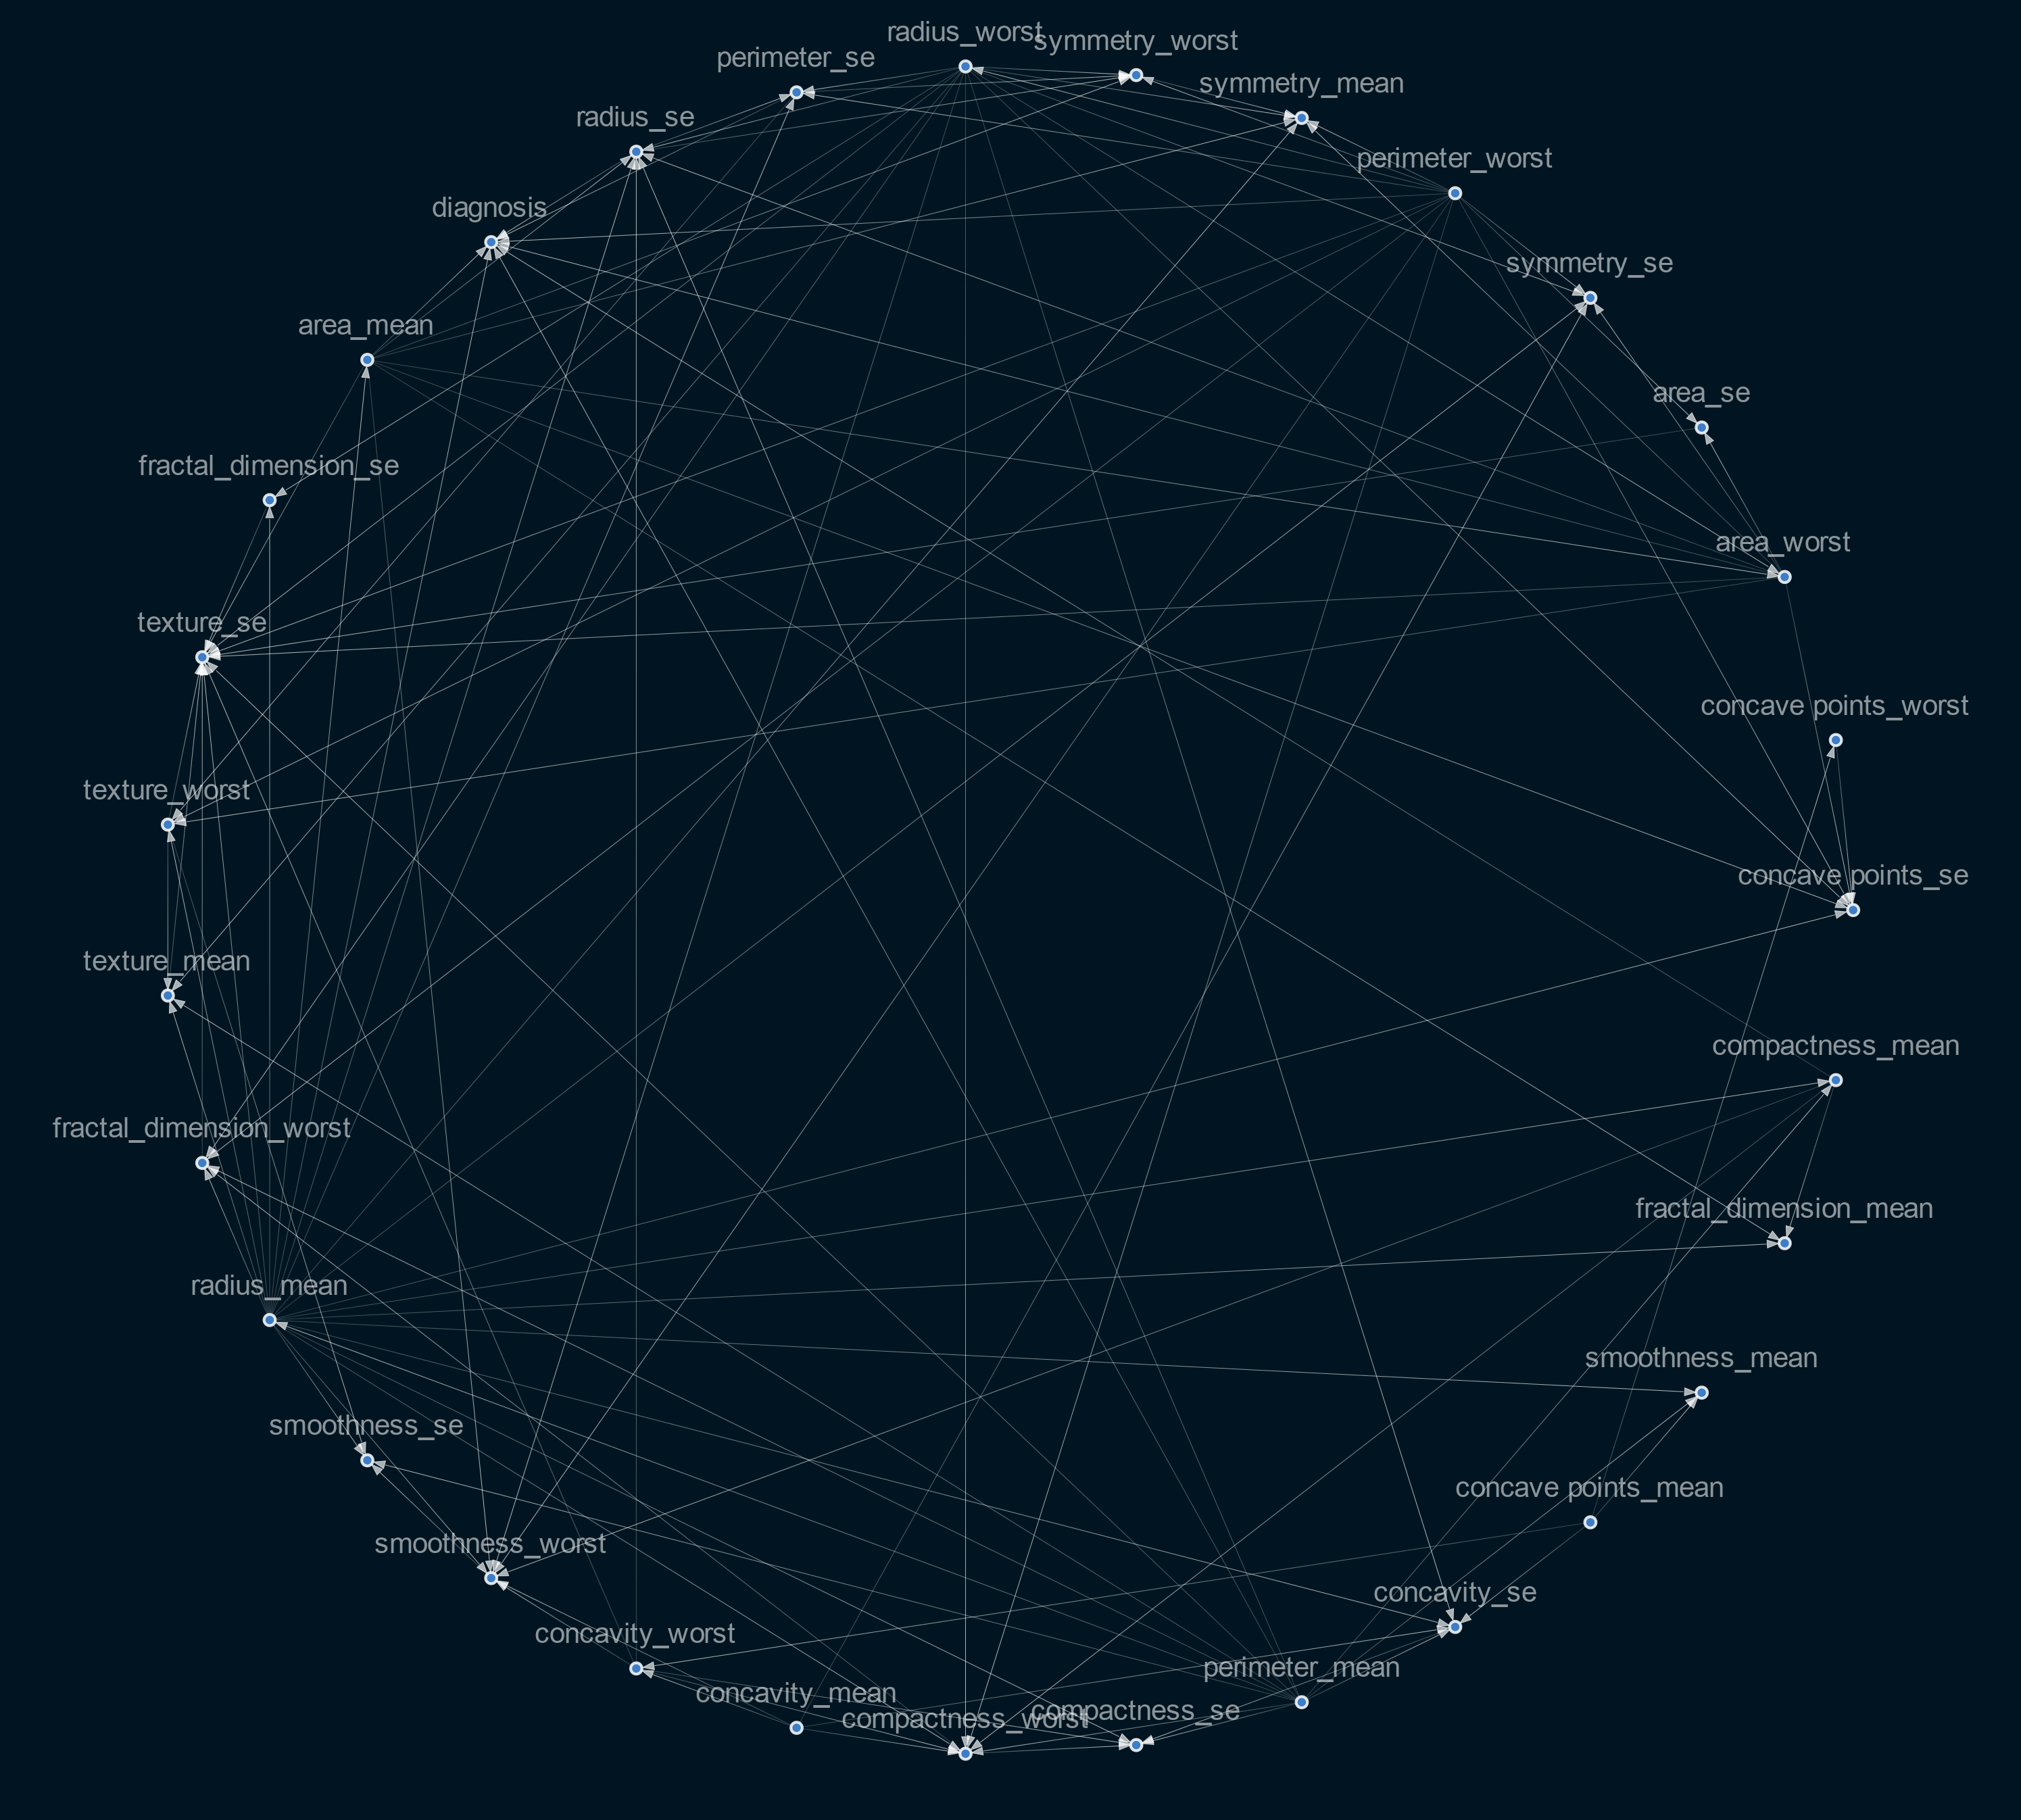 radius_worst
symmetry_worst
perimeter_se
symmetry_mean
radius_se
perimeter_worst
diagnosis
symmetry_se
area_mean
area_se
fractal_dimension_se
area_worst
texture_se
concave points_worst
texture_worst
concave points_se
texture_mean
compactness_mean
fractal_dimension_worst
fractal_dimension_mean
radius_mean
smoothness_mean
smoothness_se
concave points_mean
smoothness_worst
concavity_se
concavity_worst
perimeter_mean
concavity_mean
compactness_se
compactness_worst